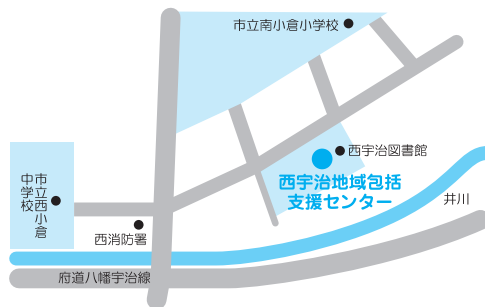 市立南小倉小学校
西宇治図書館
西宇治地域包括
支援センター
市立西小倉
中学校
西消防署
井川
府道八幡宇治線